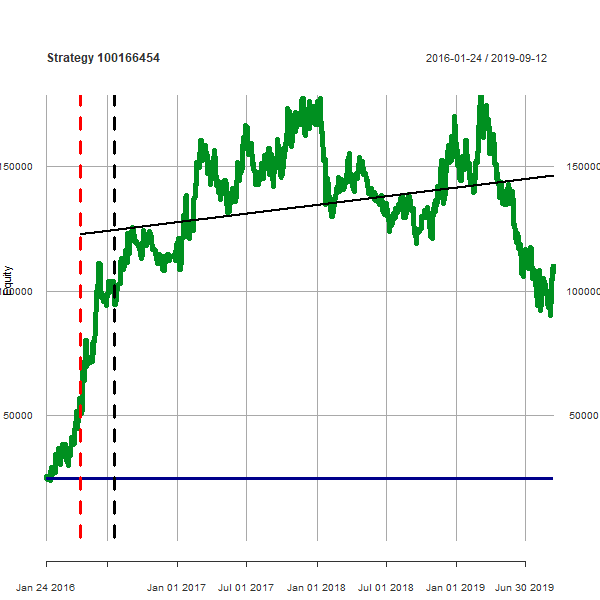 Strategy 100166454
2016-01-24 / 2019-09-12
150000
150000
equity
100000
100000
50000
50000
Jan 24 2016
Jan 01 2017
Jul 01 2017
Jan 01 2018
Jul 01 2018
Jan 01 2019
Jun 30 2019